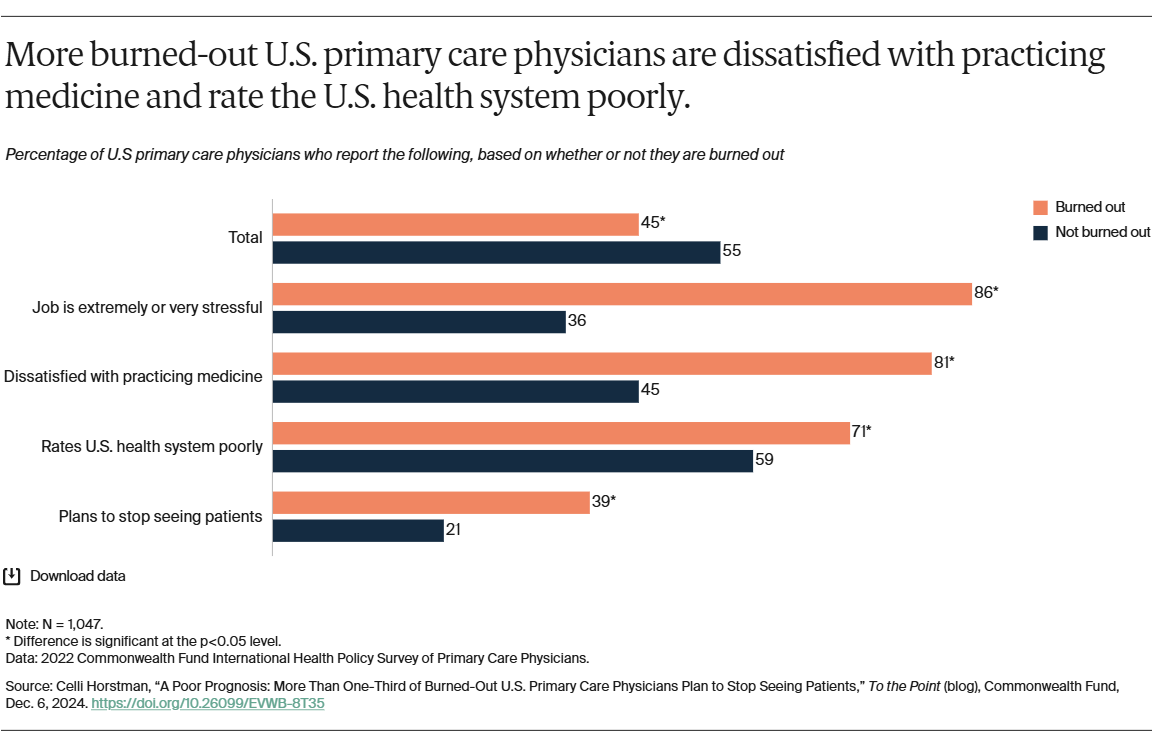 More burned-out U.S. primary care physicians are dissatisfied with practicing
medicine and rate the U.S. health system poorly.
Percentage of U.S primary care physicians who report the following, based on whether or not they are burned out
Burned out
Not burned out
Total
45*
55
Job is extremely or very stressful
86*
36
Dissatisfied with practicing medicine
81*
45
Rates U.S. health system poorly
71*
59
Plans to stop seeing patients
39*
21
Download data
Note: N = 1,047.
* Difference is significant at the p<0.05 level.
Data: 2022 Commonwealth Fund International Health Policy Survey of Primary Care Physicians.
Source: Celli Horstman, “A Poor Prognosis: More Than One-Third of Burned-Out U.S. Primary Care Physicians Plan to Stop Seeing Patients,” To the Point (blog), Commonwealth Fund,
Dec. 6, 2024. https://doi.org/10.26099/EVWB-8T35